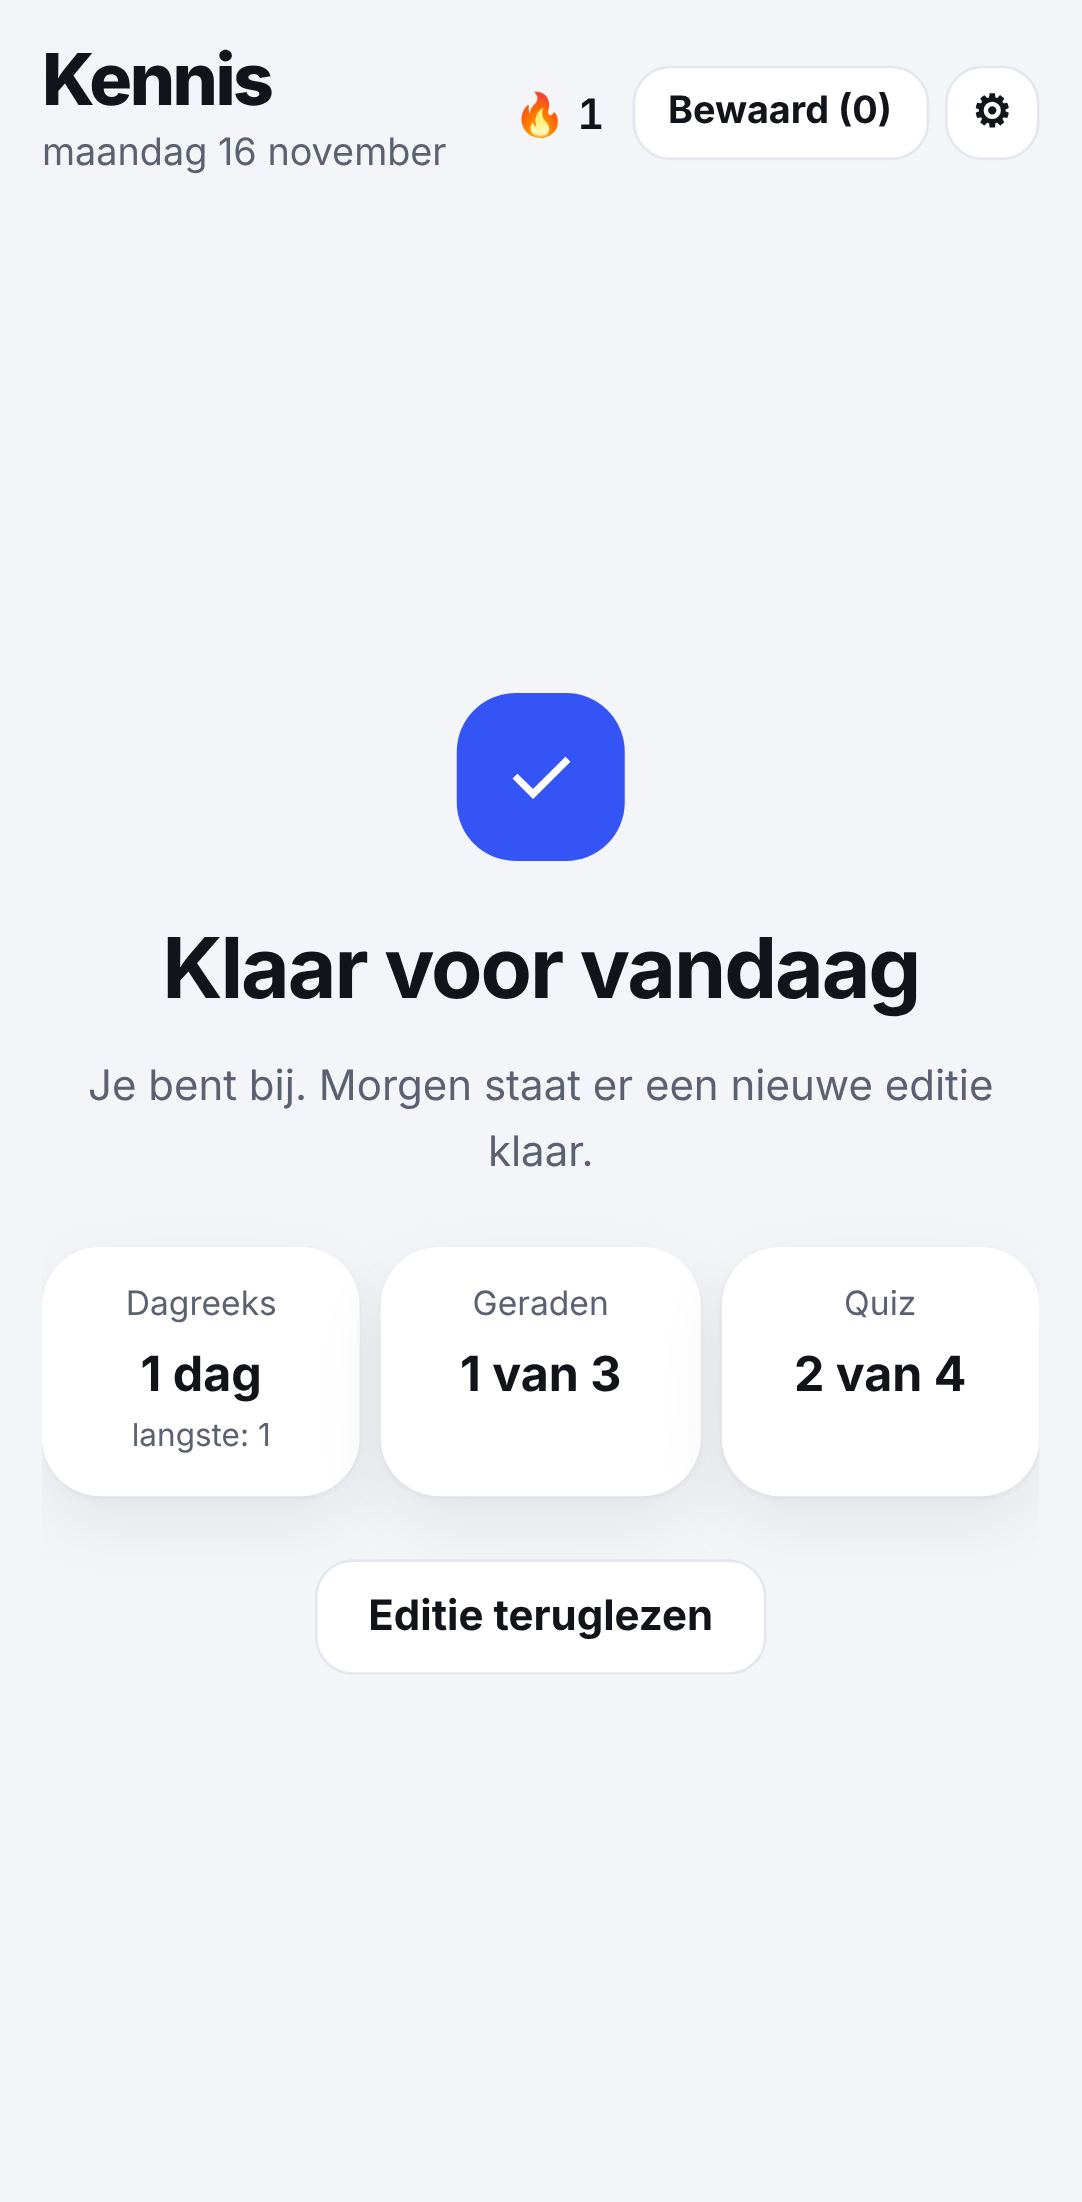 Kennis
maandag 16 november
🔥 1
Bewaard (0)
⚙
Klaar voor vandaag
Je bent bij. Morgen staat er een nieuwe editie
klaar.
Dagreeks
1 dag
langste: 1
Geraden
1 van 3
Quiz
2 van 4
Editie teruglezen